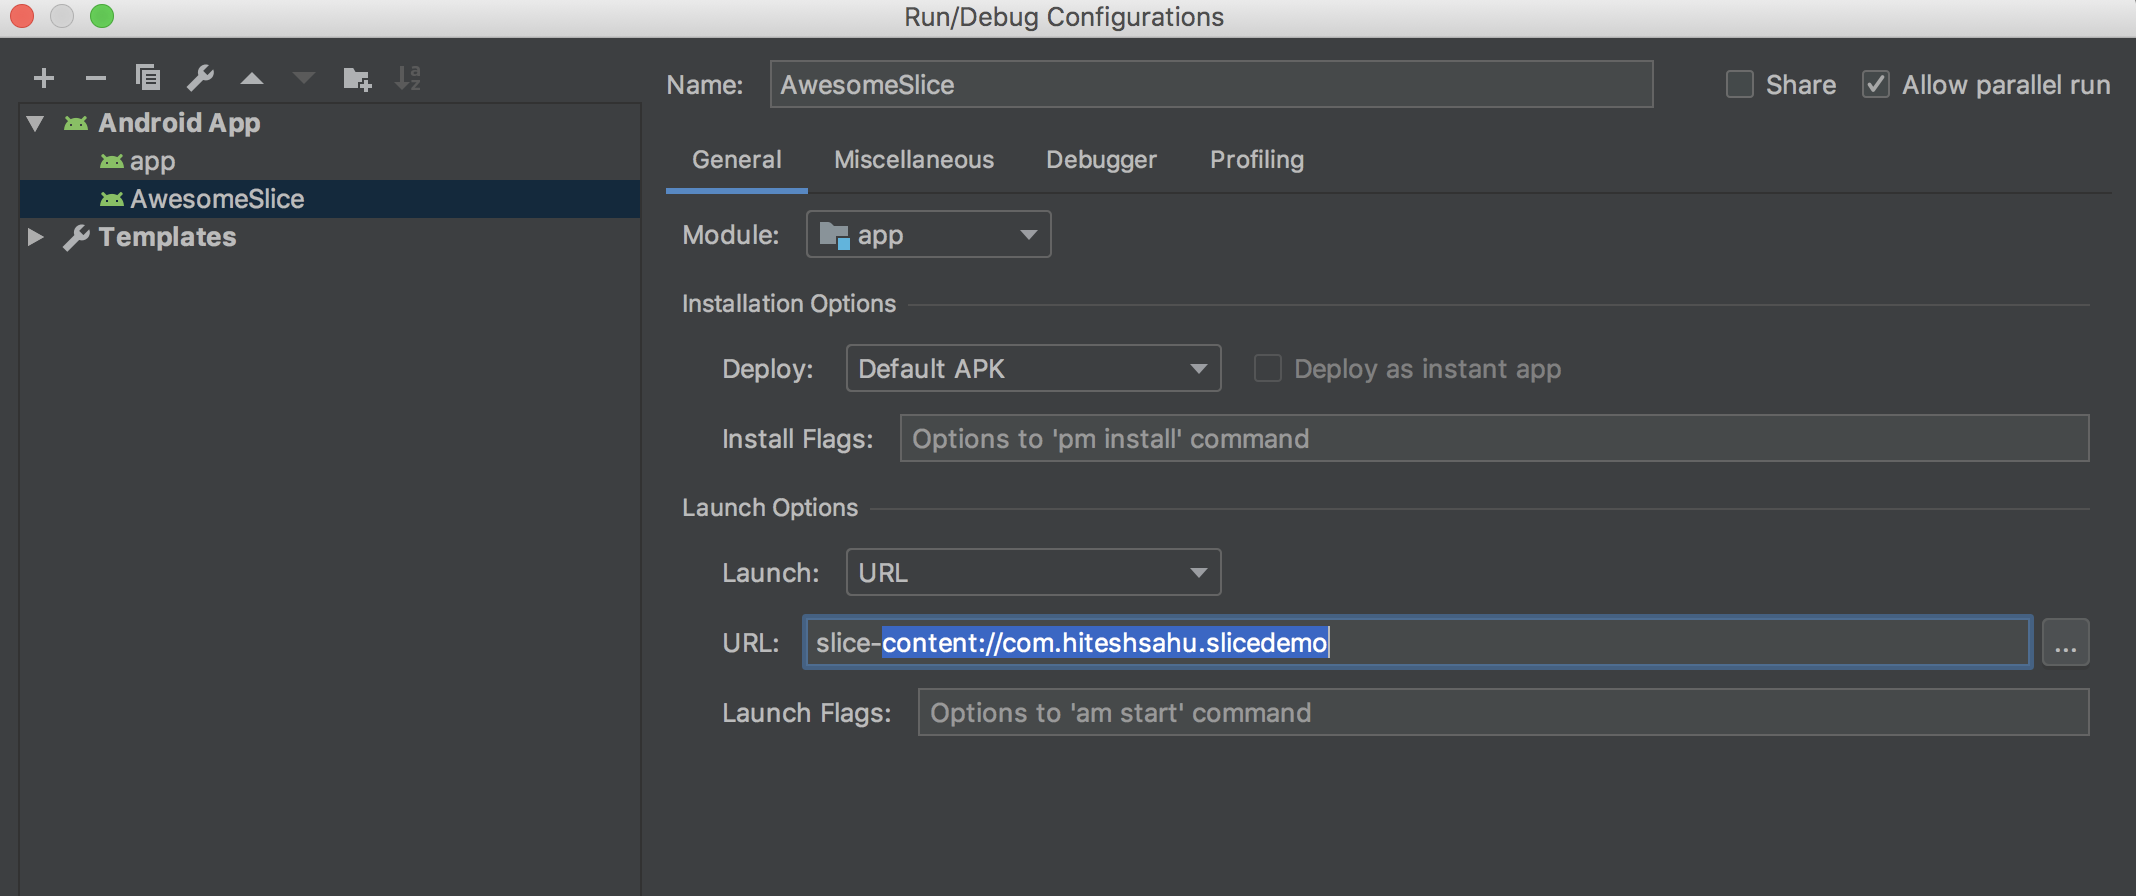 Run/Debug Configurations
Name: AwesomeSlice Share Allow parallel run
Android App
app
AwesomeSlice
Templates
General Miscellaneous Debugger Profiling
Module: app
Installation Options
Deploy: Default APK Deploy as instant app
Install Flags: Options to 'pm install' command
Launch Options
Launch: URL
URL: slice-content://com.hiteshsahu.slicedemo ...
Launch Flags: Options to 'am start' command